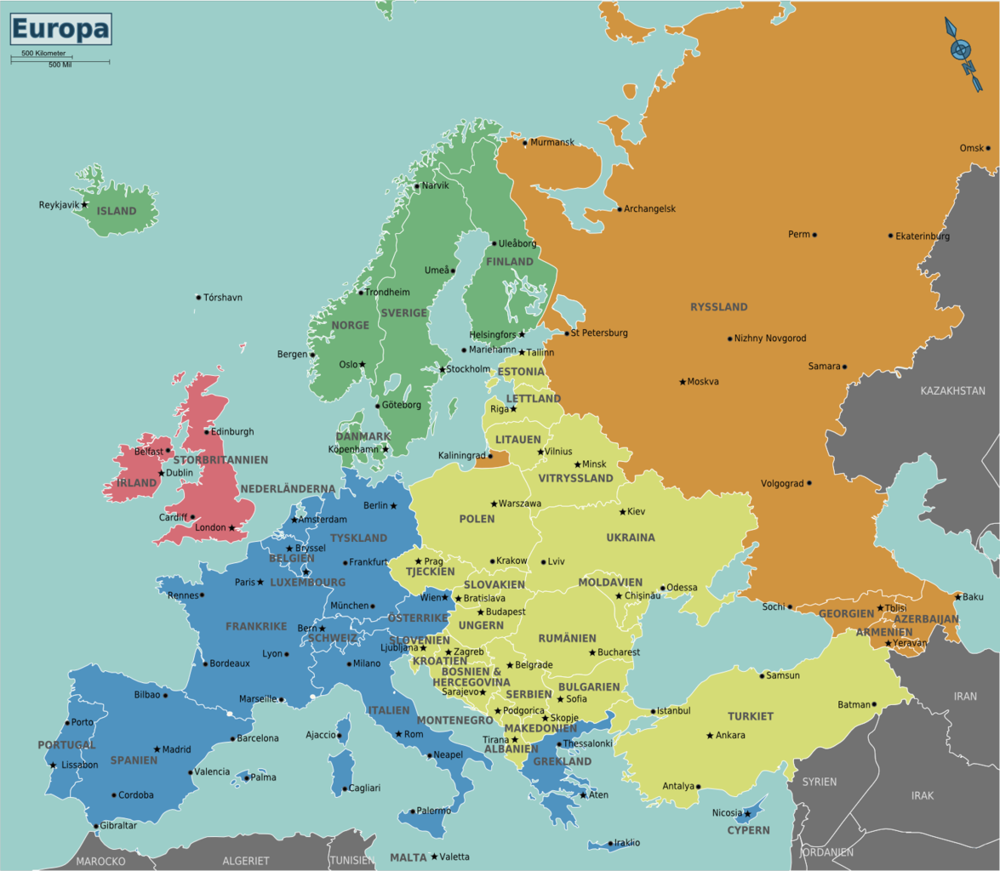 Europa
500 Kilometer
500 Mil
N
Murmansk
Omsk
Narvik
Reykjavik
ISLAND
Archangelsk
Perm
Ekaterinburg
Uleåborg
FINLAND
Umeå
Trondheim
Tórshavn
RYSSLAND
SVERIGE
NORGE
Helsingfors
St Petersburg
Nizhny Novgorod
Bergen
Mariehamn
Tallinn
Oslo
Stockholm
ESTONIA
Samara
Moskva
KAZAKHSTAN
LETTLAND
Göteborg
Riga
Edinburgh
DANMARK
LITAUEN
Köpenhamn
Belfast
Vilnius
Kaliningrad
STORBRITANNIEN
Minsk
Dublin
VITRYSSLAND
IRLAND
Volgograd
NEDERLÄNDERNA
Berlin
Warszawa
Kiev
Cardiff
Amsterdam
POLEN
London
TYSKLAND
UKRAINA
Bryssel
BELGIEN
Frankfurt
Prag
Krakow
Lviv
TJECKIEN
Paris
LUXEMBOURG
SLOVAKIEN
MOLDAVIEN
Odessa
Rennes
Wien
Bratislava
Chişinău
Baku
München
Sochi
Tblisi
Budapest
GEORGIEN
ÖSTERRIKE
AZERBAIJAN
FRANKRIKE
Bern
UNGERN
ARMENIEN
SCHWEIZ
RUMÄNIEN
SLOVENIEN
Yeravan
Ljubljana
Lyon
Zagreb
Bucharest
KROATIEN
Bordeaux
Milano
Belgrade
BOSNIEN &
HERCEGOVINA
Samsun
BULGARIEN
Bilbao
Sarajevo
SERBIEN
Marseille
Sofia
Batman
IRAN
ITALIEN
Podgorica
Istanbul
Porto
MONTENEGRO
Skopje
TURKIET
MAKEDONIEN
Ajaccio
Rom
Ankara
Barcelona
Tirana
PORTUGAL
Thessaloniki
Madrid
ALBANIEN
SPANIEN
Neapel
GREKLAND
Lissabon
Valencia
Palma
SYRIEN
Cagliari
Antalya
Cordoba
Aten
IRAK
Palermo
Nicosia
Gibraltar
CYPERN
Iraklio
JORDANIEN
MALTA
Valetta
MAROCKO
ALGERIET
TUNISIEN